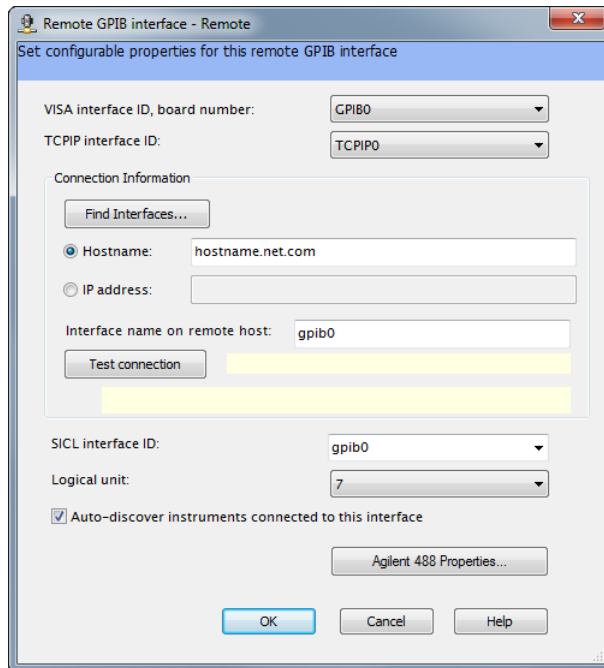 Remote GPIB interface - Remote
Set configurable properties for this remote GPIB interface
VISA interface ID, board number: GPIB0
TCPIP interface ID: TCPIP0
Connection Information
Find Interfaces...
Hostname: hostname.net.com
IP address:
Interface name on remote host: gpib0
Test connection
SICL interface ID: gpib0
Logical unit: 7
Auto-discover instruments connected to this interface
Agilent 488 Properties...
OK Cancel Help